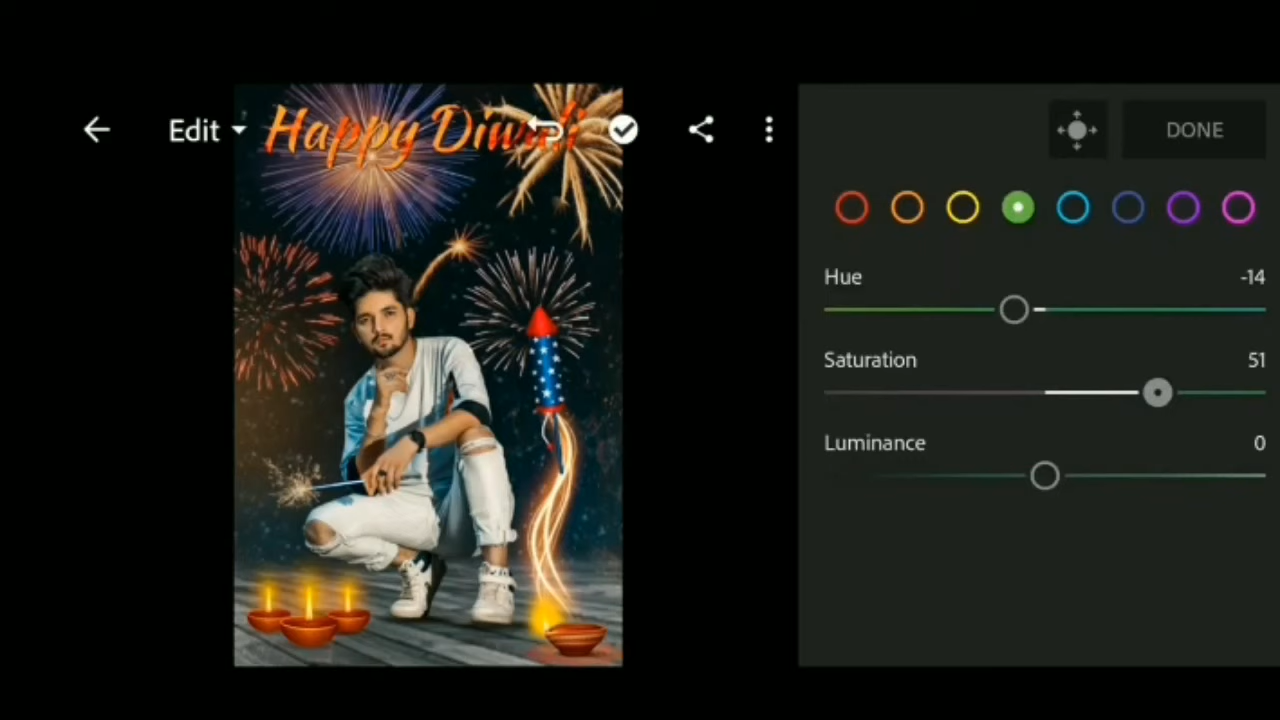 Edit
Happy Diwali
DONE
Hue
-14
Saturation
51
Luminance
0